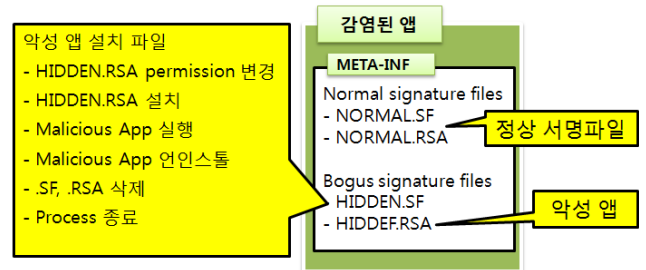 악성 앱 설치 파일
- HIDDEN.RSA permission 변경
- HIDDEN.RSA 설치
- Malicious App 실행
- Malicious App 언인스톨
- .SF, .RSA 삭제
- Process 종료
감염된 앱
META-INF
Normal signature files
- NORMAL.SF
- NORMAL.RSA
정상 서명파일
Bogus signature files
- HIDDEN.SF
- HIDDEF.RSA
악성 앱